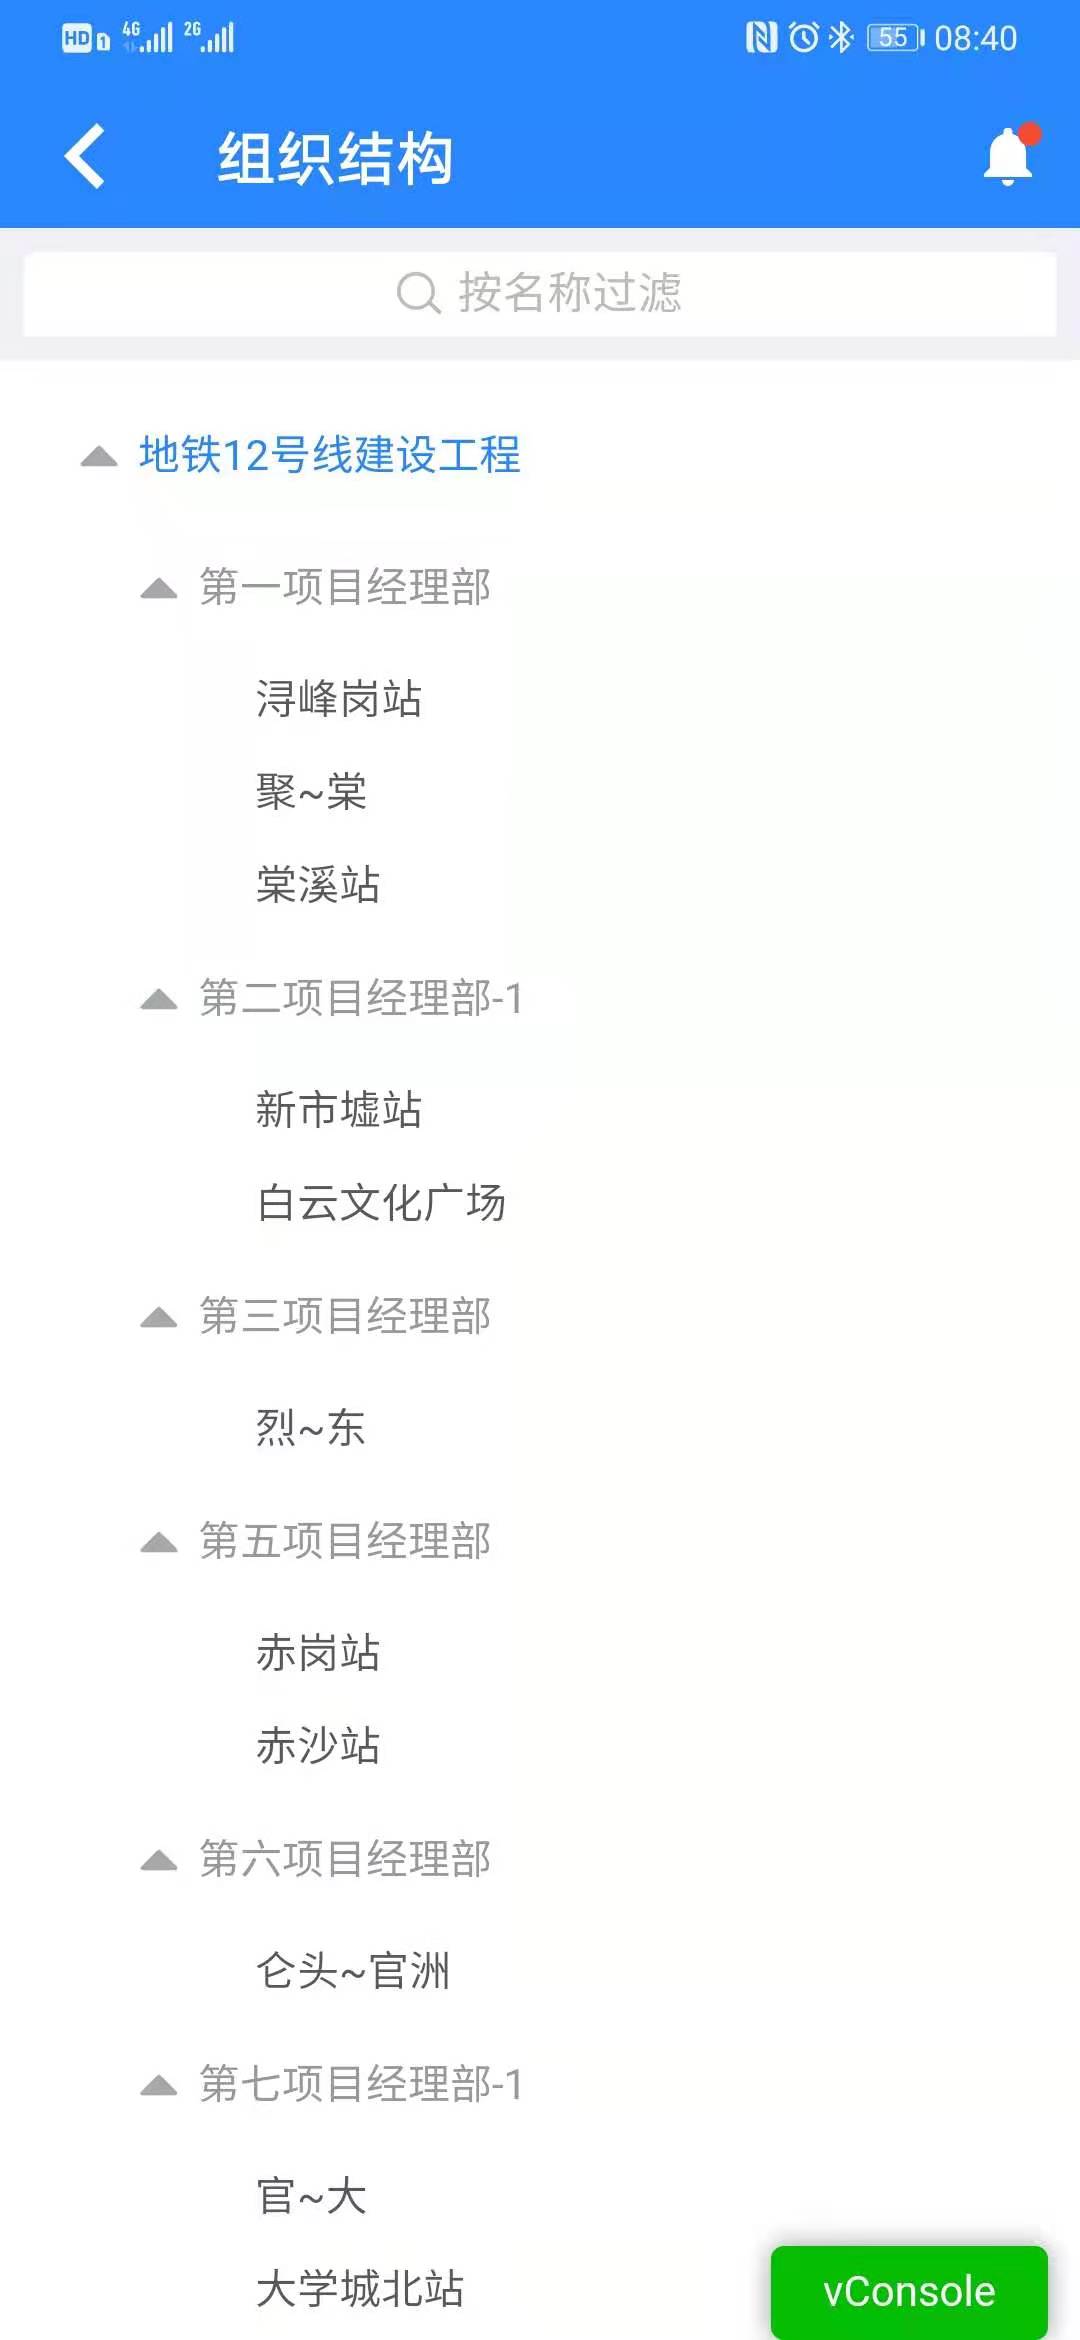 HD 1 4G 2G 55 08:40
组织结构
按名称过滤
地铁12号线建设工程
第一项目经理部
浔峰岗站
聚~棠
棠溪站
第二项目经理部-1
新市墟站
白云文化广场
第三项目经理部
烈~东
第五项目经理部
赤岗站
赤沙站
第六项目经理部
仑头~官洲
第七项目经理部-1
官~大
大学城北站
vConsole